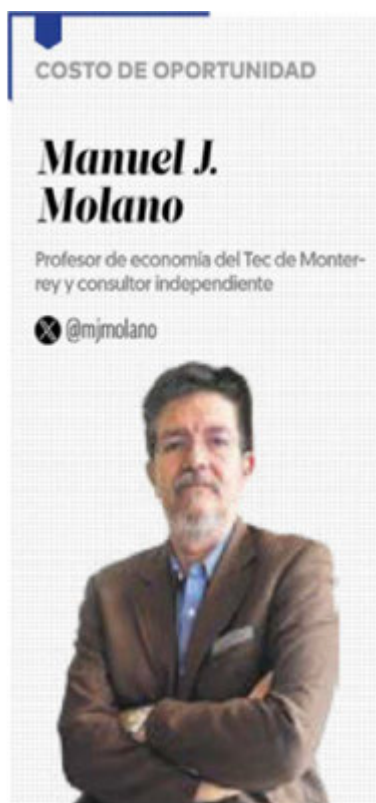 COSTO DE OPORTUNIDAD
Manuel J.
Molano
Profesor de economía del Tec de Monter-
rey y consultor independiente
X @mjmolano